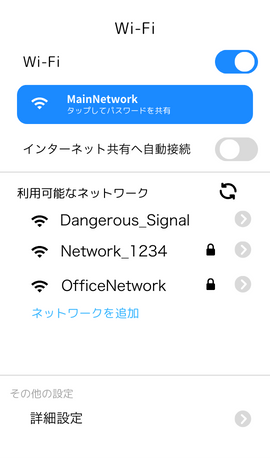 Wi-Fi
Wi-Fi
MainNetwork
タップしてパスワードを共有
インターネット共有へ自動接続
利用可能なネットワーク
Dangerous_Signal
Network_1234
OfficeNetwork
ネットワークを追加
その他の設定
詳細設定